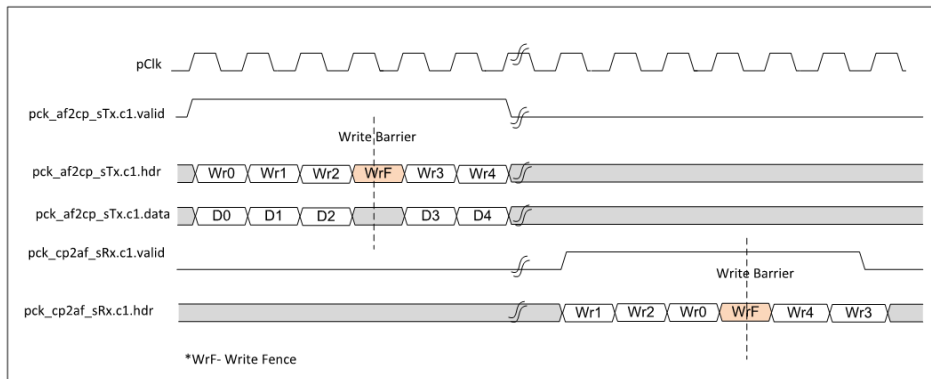 pClk
pck_af2cp_sTx.c1.valid
Write Barrier
pck_af2cp_sTx.c1.hdr Wr0 Wr1 Wr2 WrF Wr3 Wr4
pck_af2cp_sTx.c1.data D0 D1 D2 D3 D4
pck_cp2af_sRx.c1.valid
Write Barrier
pck_cp2af_sRx.c1.hdr Wr1 Wr2 Wr0 WrF Wr4 Wr3
*WrF- Write Fence